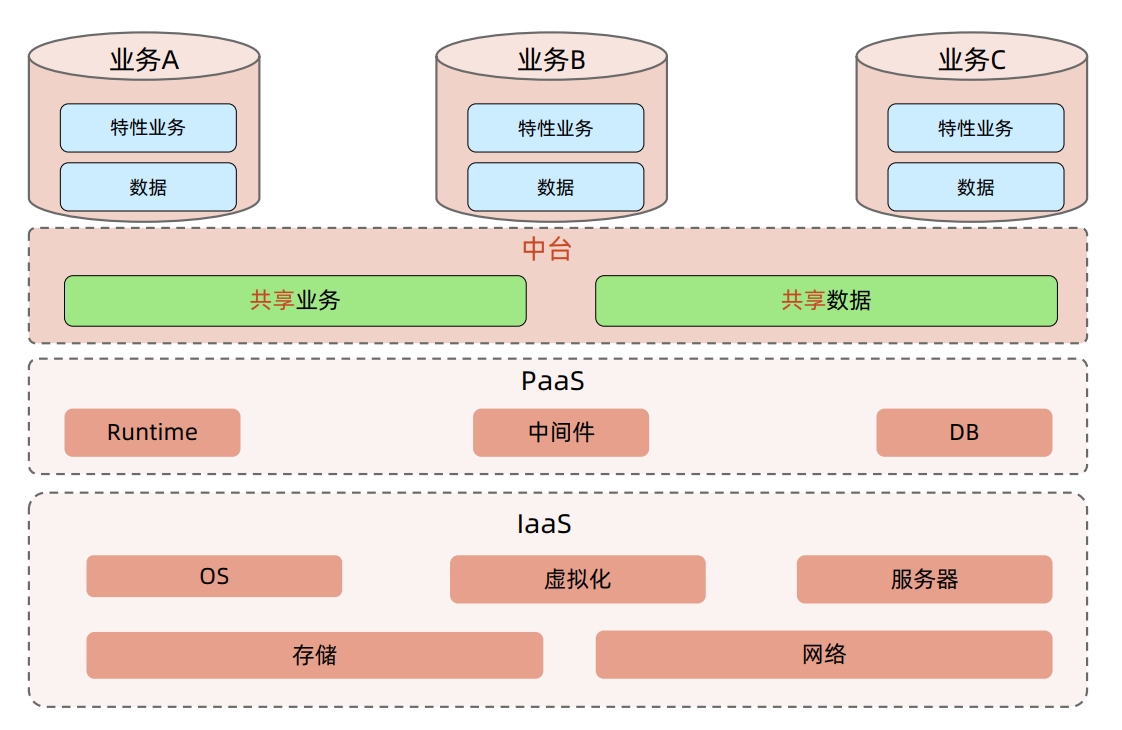 业务A
业务B
业务C
特性业务
特性业务
特性业务
数据
数据
数据
中台
共享业务
共享数据
PaaS
Runtime
中间件
DB
IaaS
OS
虚拟化
服务器
存储
网络